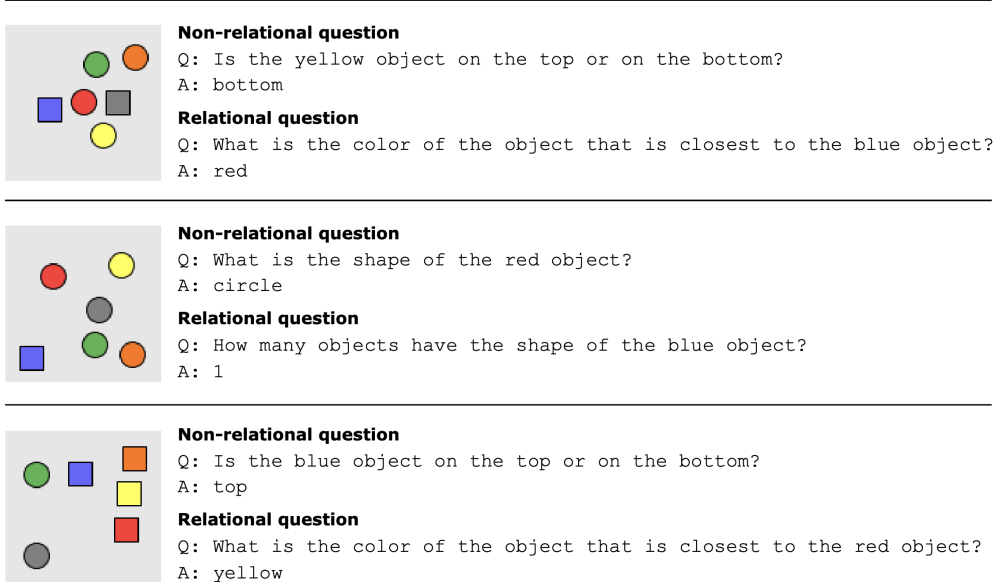 Non-relational question
Q: Is the yellow object on the top or on the bottom?
A: bottom
Relational question
Q: What is the color of the object that is closest to the blue object?
A: red
Non-relational question
Q: What is the shape of the red object?
A: circle
Relational question
Q: How many objects have the shape of the blue object?
A: 1
Non-relational question
Q: Is the blue object on the top or on the bottom?
A: top
Relational question
Q: What is the color of the object that is closest to the red object?
A: yellow